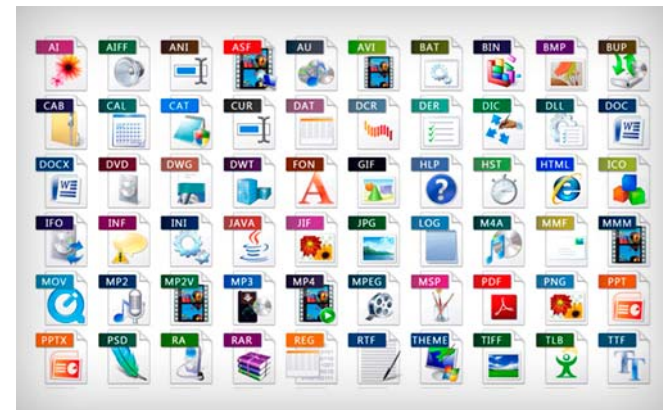 AI AIFF ANI ASF AU AVI BAT BIN BMP BUP
CAB CAL CAT CUR DAT DCR DER DIC DLL DOC
DOCX DVD DWG DWT FON GIF HLP HST HTML ICO
IFO INF INI JAVA JIF JPG LOG M4A MMF MMM
MOV MP2 MP2V MP3 MP4 MPEG MSP PDF PNG PPT
PPTX PSD RA RAR REG RTF THEME TIFF TLB TTF